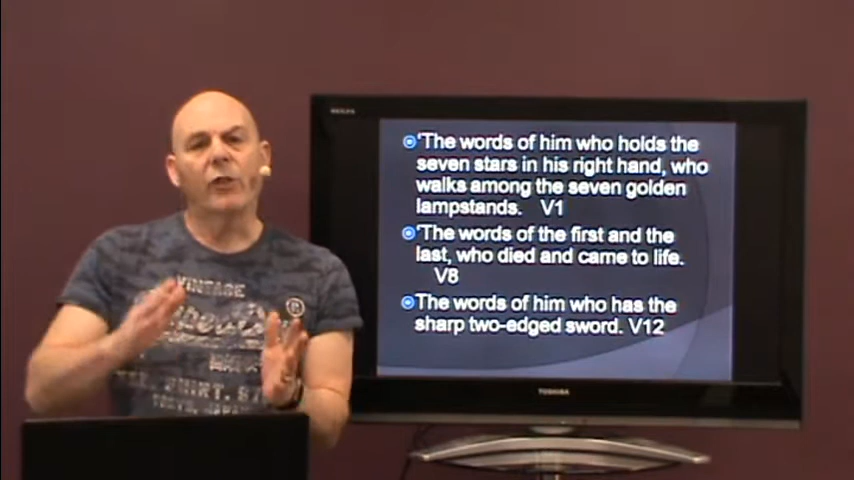 'The words of him who holds the
seven stars in his right hand, who
walks among the seven golden
lampstands. V1
'The words of the first and the
last, who died and came to life.
V8
The words of him who has the
sharp two-edged sword. V12
TOSHIBA
VINTAGE